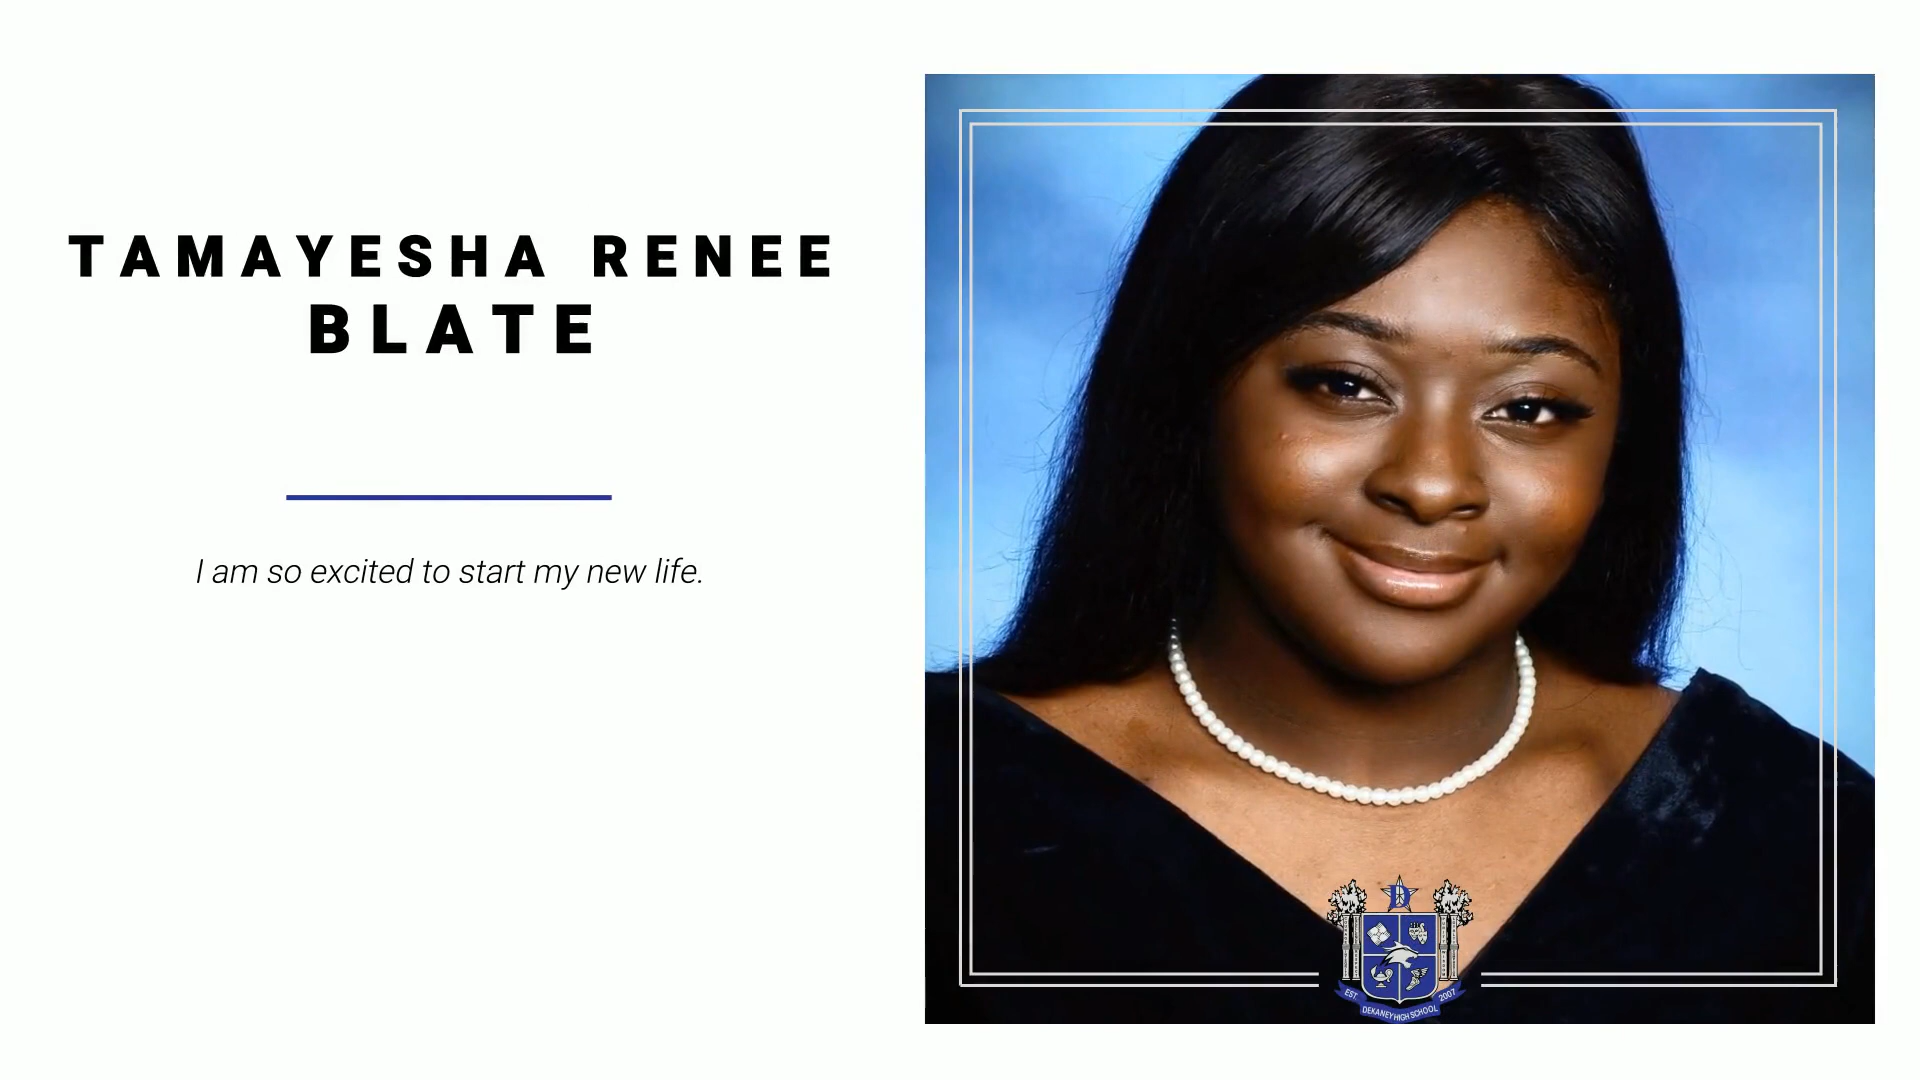 TAMAYESHA RENEE
BLATE
I am so excited to start my new life.
D
EST
2007
DEKANEY HIGH SCHOOL